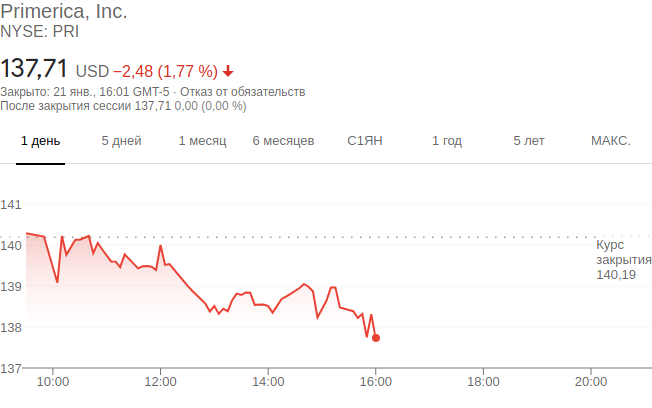 Primerica, Inc.
NYSE: PRI
137,71 USD −2,48 (1,77 %)
Закрыто: 21 янв., 16:01 GMT-5 · Отказ от обязательств
После закрытия сессии 137,71 0,00 (0,00 %)
1 день 5 дней 1 месяц 6 месяцев С1ЯН 1 год 5 лет МАКС.
141
140
139
138
137
Курс
закрытия
140,19
10:00 12:00 14:00 16:00 18:00 20:00